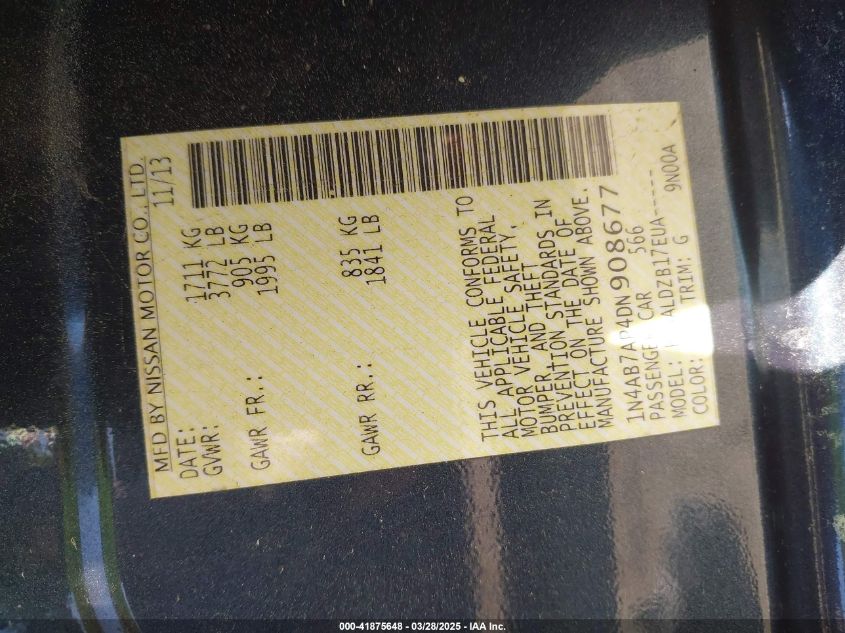 MFD BY NISSAN MOTOR CO., LTD.
DATE: 11/13
GVWR: 1711 KG
3772 LB
GAWR FR.: 905 KG
1995 LB
GAWR RR.: 835 KG
1841 LB
THIS VEHICLE CONFORMS TO
ALL APPLICABLE FEDERAL
MOTOR VEHICLE SAFETY,
BUMPER, AND THEFT
PREVENTION STANDARDS IN
EFFECT ON THE DATE OF
MANUFACTURE SHOWN ABOVE.
1N4AB7AP4DN908677
PASSENGER CAR 566
MODEL: ALDZB17EUA-----
COLOR: TRIM: G 9N00A
000-41875648 - 03/28/2025 - IAA Inc.